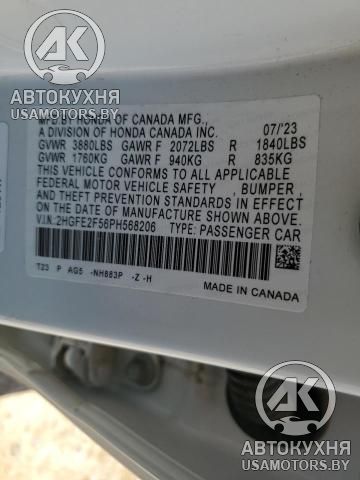 АВТОКУХНЯ
USAMOTORS.BY
MFD. BY HONDA OF CANADA MFG.,
A DIVISION OF HONDA CANADA INC. 07/'23
GVWR 3880LBS GAWR F 2072LBS R 1840LBS
GVWR 1760KG GAWR F 940KG R 835KG
THIS VEHICLE CONFORMS TO ALL APPLICABLE
FEDERAL MOTOR VEHICLE SAFETY, BUMPER,
AND THEFT PREVENTION STANDARDS IN EFFECT
ON THE DATE OF MANUFACTURE SHOWN ABOVE.
V.I.N.:2HGFE2F56PH568206 TYPE: PASSENGER CAR
T23 P AG5 -NH883P -Z -H
MADE IN CANADA
АВТОКУХНЯ
USAMOTORS.BY